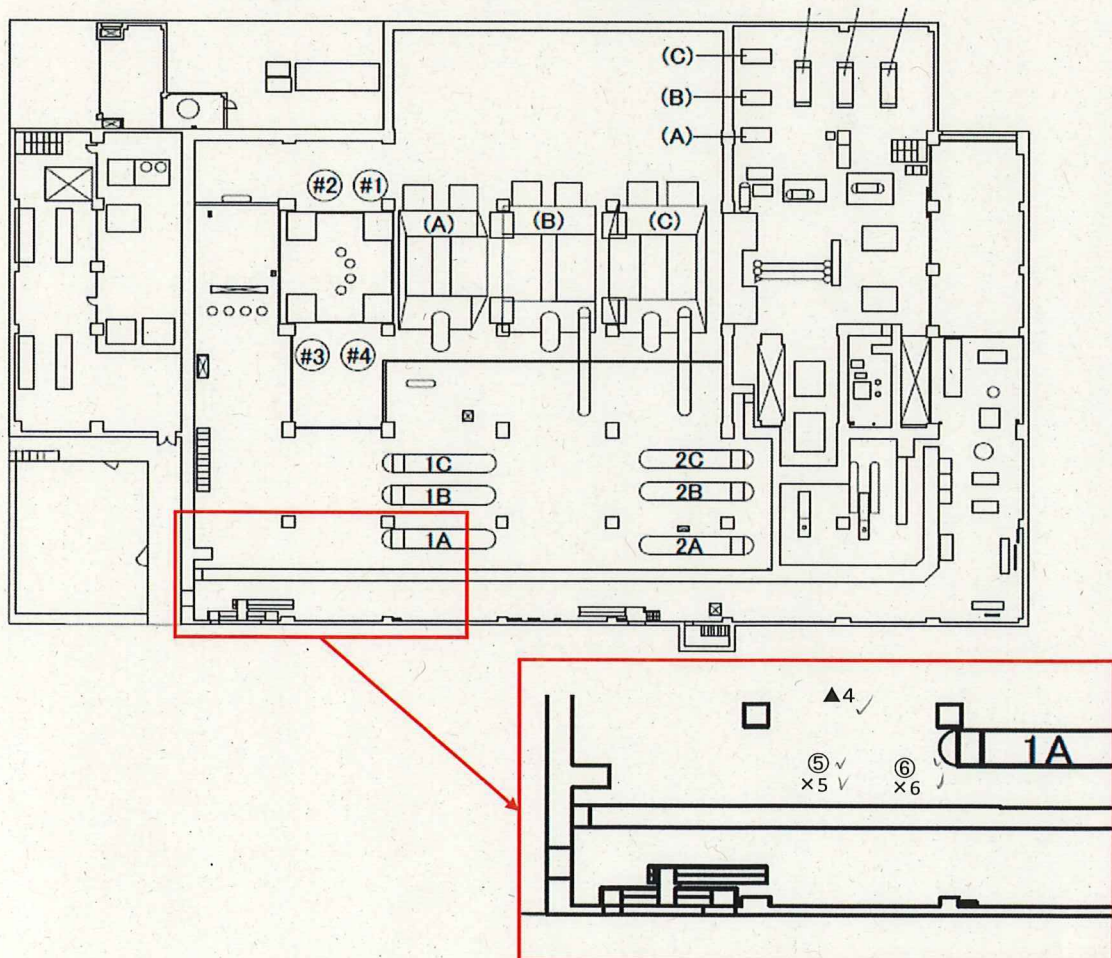 (C)
(B)
(A)
#2 #1
(A) (B) (C)
#3 #4
1C 2C
1B 2B
1A 2A
▲4 ✓
1A
⑤ ✓ ⑥ ✓
×5 ✓ ×6 ✓